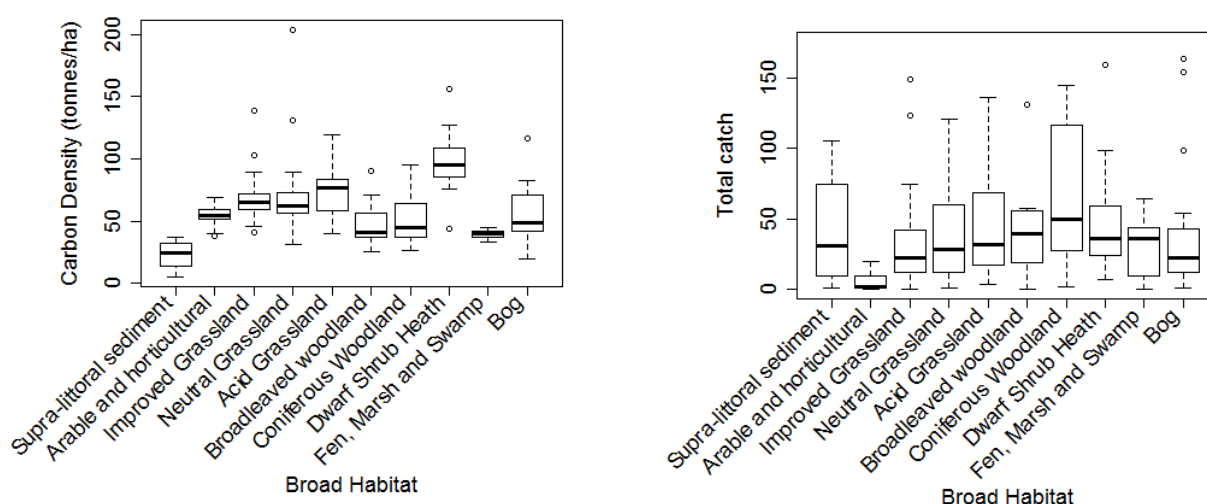 Carbon Density (tonnes/ha)
200
150
100
50
0
Supra-littoral sediment
Arable and horticultural
Improved Grassland
Neutral Grassland
Acid Grassland
Broadleaved woodland
Coniferous Woodland
Dwarf Shrub Heath
Fen, Marsh and Swamp
Bog
Broad Habitat
Total catch
150
100
50
0
Supra-littoral sediment
Arable and horticultural
Improved Grassland
Neutral Grassland
Acid Grassland
Broadleaved woodland
Coniferous Woodland
Dwarf Shrub Heath
Fen, Marsh and Swamp
Bog
Broad Habitat